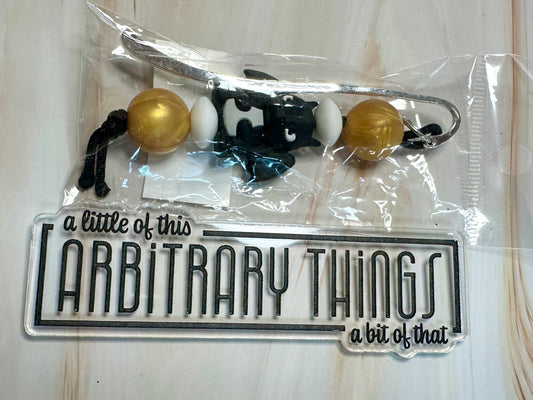 a little of this
ARBiTRARY THiNGS
a bit of that